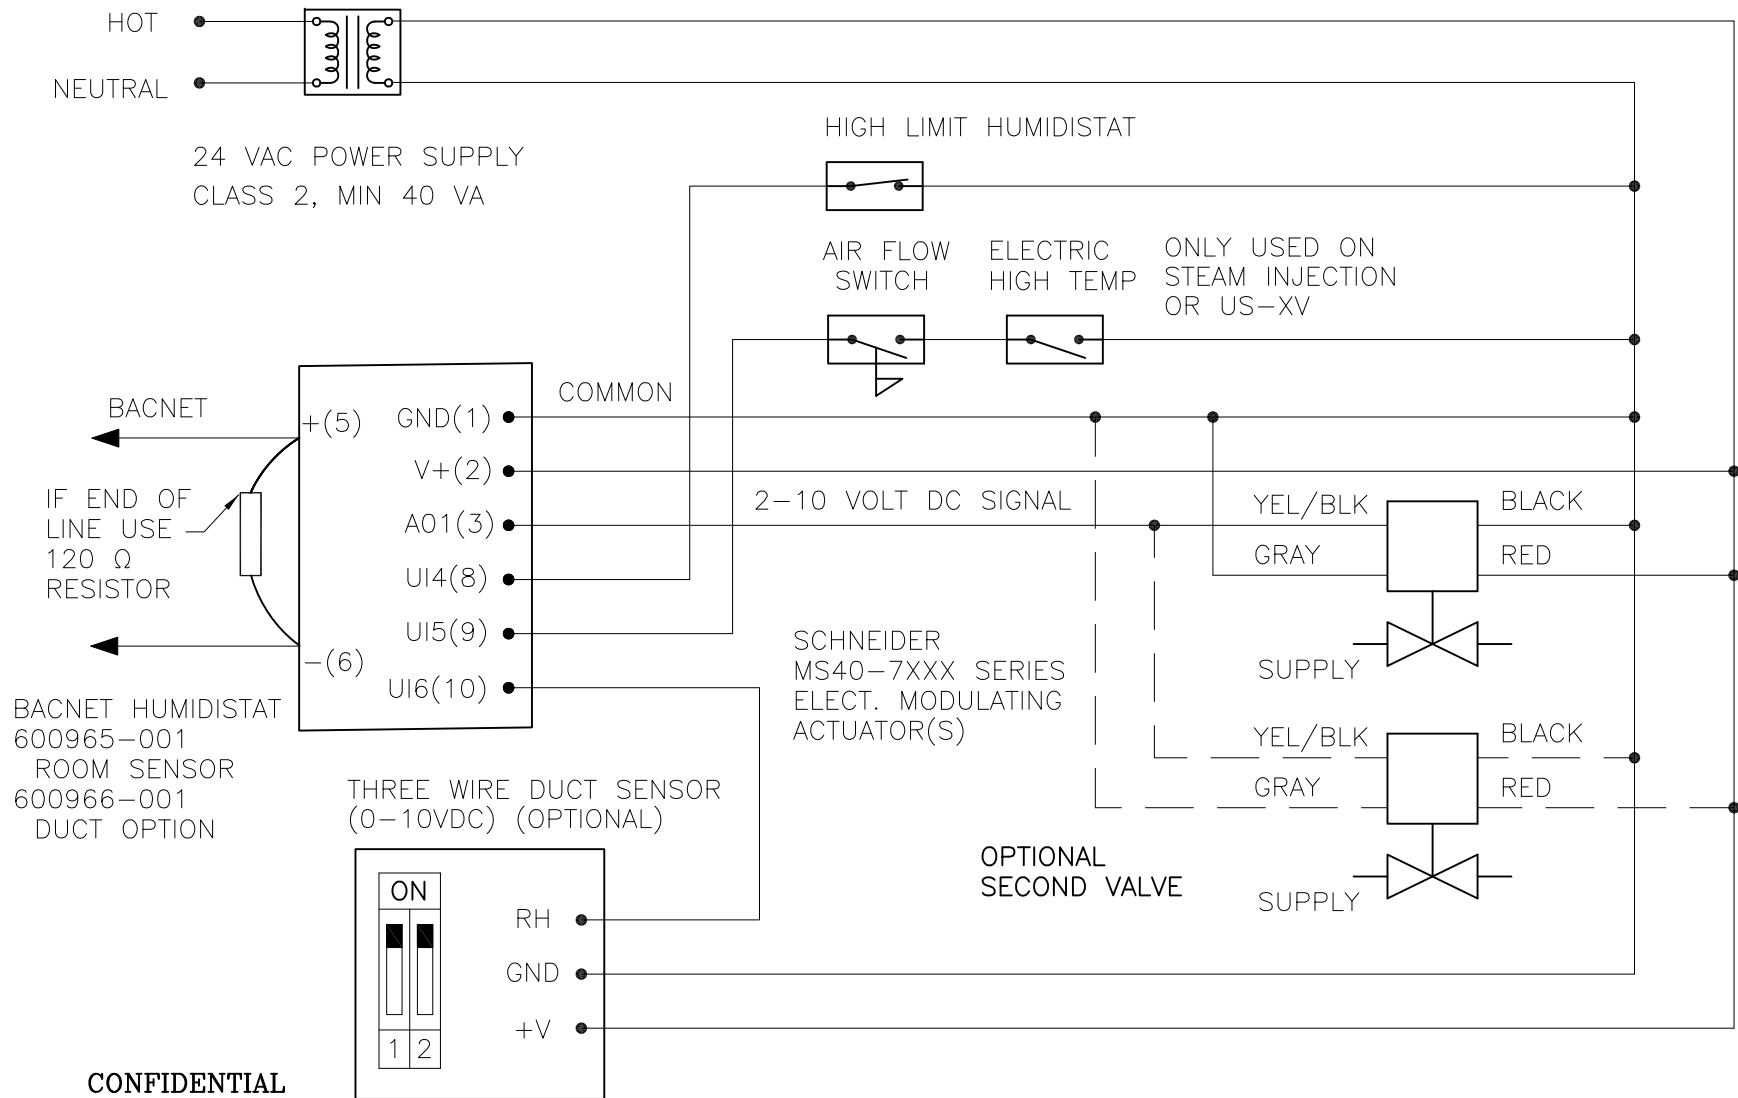 HOT
NEUTRAL
24 VAC POWER SUPPLY
CLASS 2, MIN 40 VA
HIGH LIMIT HUMIDISTAT
AIR FLOW
SWITCH
ELECTRIC
HIGH TEMP
ONLY USED ON
STEAM INJECTION
OR US-XV
BACNET
+(5)
-(6)
IF END OF
LINE USE
120 Ω
RESISTOR
GND(1)
V+(2)
AO1(3)
UI4(8)
UI5(9)
UI6(10)
COMMON
2-10 VOLT DC SIGNAL
YEL/BLK
GRAY
BLACK
RED
SUPPLY
SCHNEIDER
MS40-7XXX SERIES
ELECT. MODULATING
ACTUATOR(S)
YEL/BLK
GRAY
BLACK
RED
SUPPLY
OPTIONAL
SECOND VALVE
BACNET HUMIDISTAT
600965-001
ROOM SENSOR
600966-001
DUCT OPTION
THREE WIRE DUCT SENSOR
(0-10VDC) (OPTIONAL)
ON
1 2
RH
GND
+V
CONFIDENTIAL